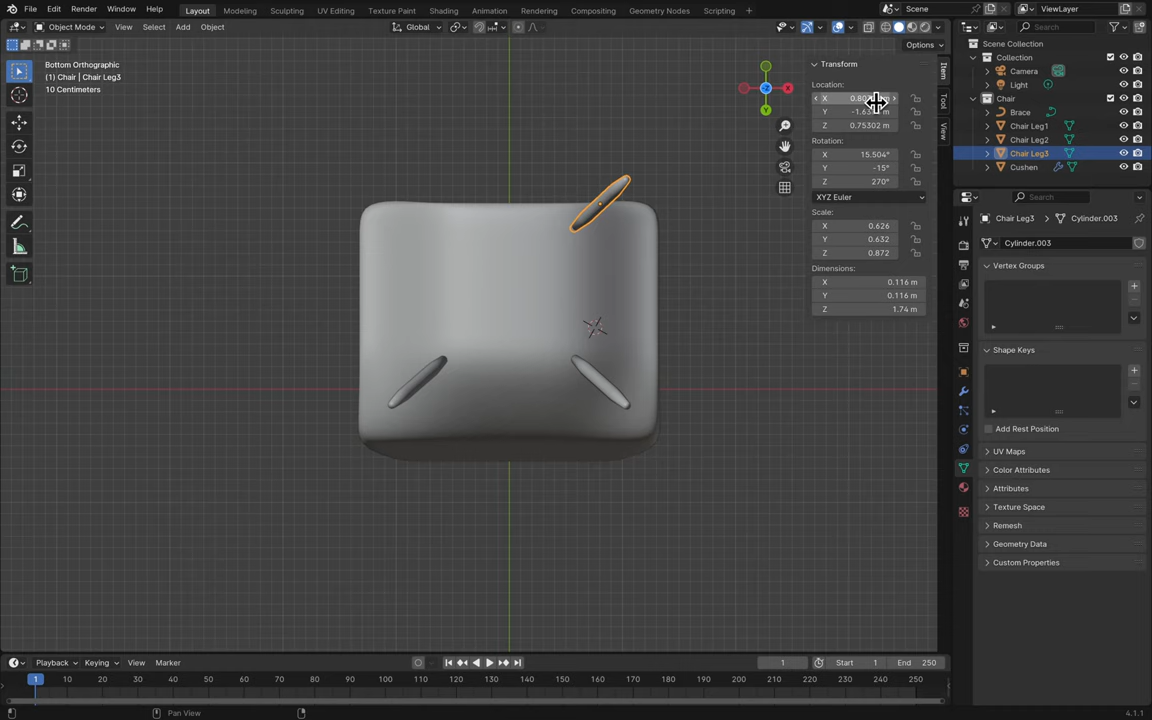 File Edit Render Window Help Layout Modeling Sculpting UV Editing Texture Paint Shading Animation Rendering Compositing Geometry Nodes Scripting Scene ViewLayer
Object Mode View Select Add Object Global Search
Options
Bottom Orthographic
(1) Chair | Chair Leg3
10 Centimeters
-Z X Y
Transform
Location:
X
Y
Z 0.75302 m
Rotation:
X 15.504°
Y -15°
Z 270°
XYZ Euler
Scale:
X 0.626
Y 0.632
Z 0.872
Dimensions:
X 0.116 m
Y 0.116 m
Z 1.74 m
Item
Tool
View
Scene Collection
Collection
Camera
Light
Chair
Brace
Chair Leg1
Chair Leg2
Chair Leg3
Cushen
Search
Chair Leg3 > Cylinder.003
Cylinder.003
Vertex Groups
Shape Keys
Add Rest Position
UV Maps
Color Attributes
Attributes
Texture Space
Remesh
Geometry Data
Custom Properties
Playback Keying View Marker 1 Start 1 End 250
1 10 20 30 40 50 60 70 80 90 100 110 120 130 140 150 160 170 180 190 200 210 220 230 240 250
Pan View 4.1.1